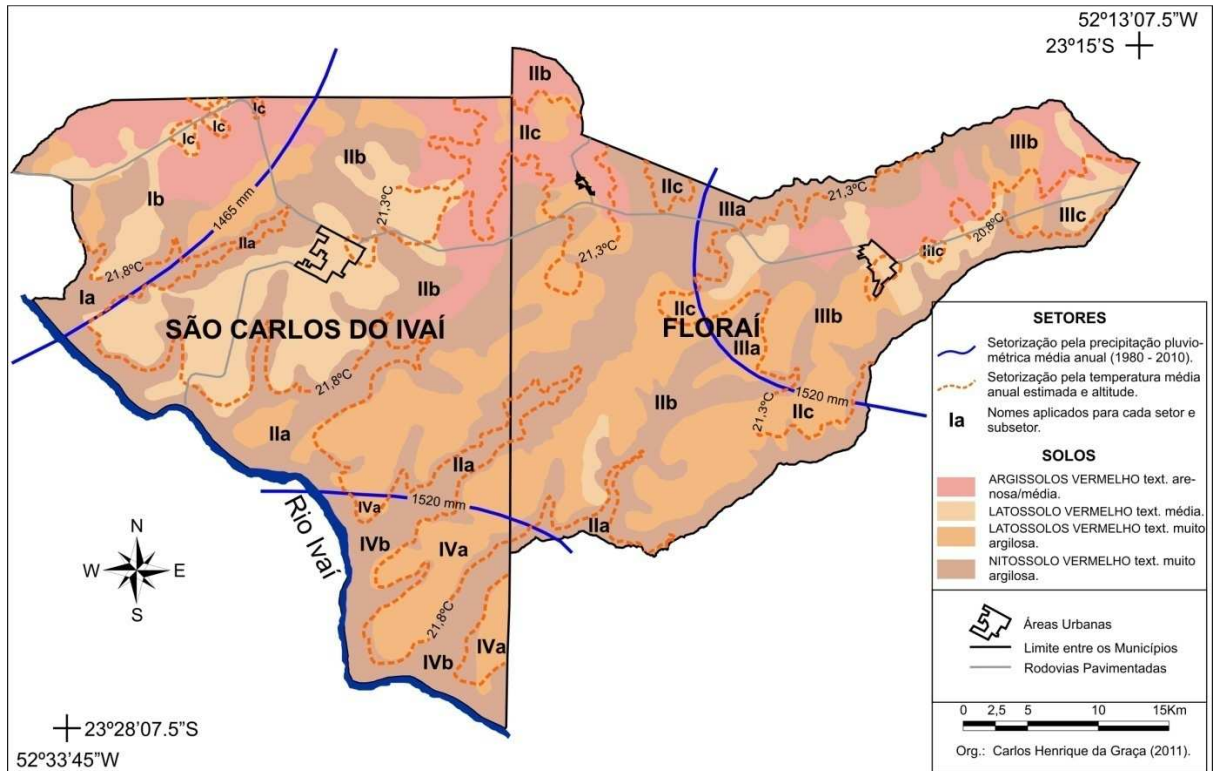 52º13'07.5"W
23º15'S
IIb
Ic
Ic
Ic
IIc
IIb
IIIb
Ib
1465 mm
IIa
21,3ºC
IIc
21,3ºC
IIIa
20,8ºC
IIIc
IIIc
21,8ºC
21,3ºC
Ia
IIb
IIc
SÃO CARLOS DO IVAÍ
FLORAÍ
IIIb
IIIa
21,8ºC
IIb
1520 mm
IIc
21,3ºC
IIa
IIa
1520 mm
IVa
IIa
Rio Ivaí
IVb
IVa
21,8ºC
IVa
IVb
N
W
E
S
23º28'07.5"S
52º33'45"W
SETORES
Setorização pela precipitação pluvio-
métrica média anual (1980 - 2010).
Setorização pela temperatura média
anual estimada e altitude.
Ia
Nomes aplicados para cada setor e
subsetor.
SOLOS
ARGISSOLOS VERMELHO text. are-
nosa/média.
LATOSSOLO VERMELHO text. média.
LATOSSOLOS VERMELHO text. muito
argilosa.
NITOSSOLO VERMELHO text. muito
argilosa.
Áreas Urbanas
Limite entre os Municípios
Rodovias Pavimentadas
0 2,5 5 10 15Km
Org.: Carlos Henrique da Graça (2011).